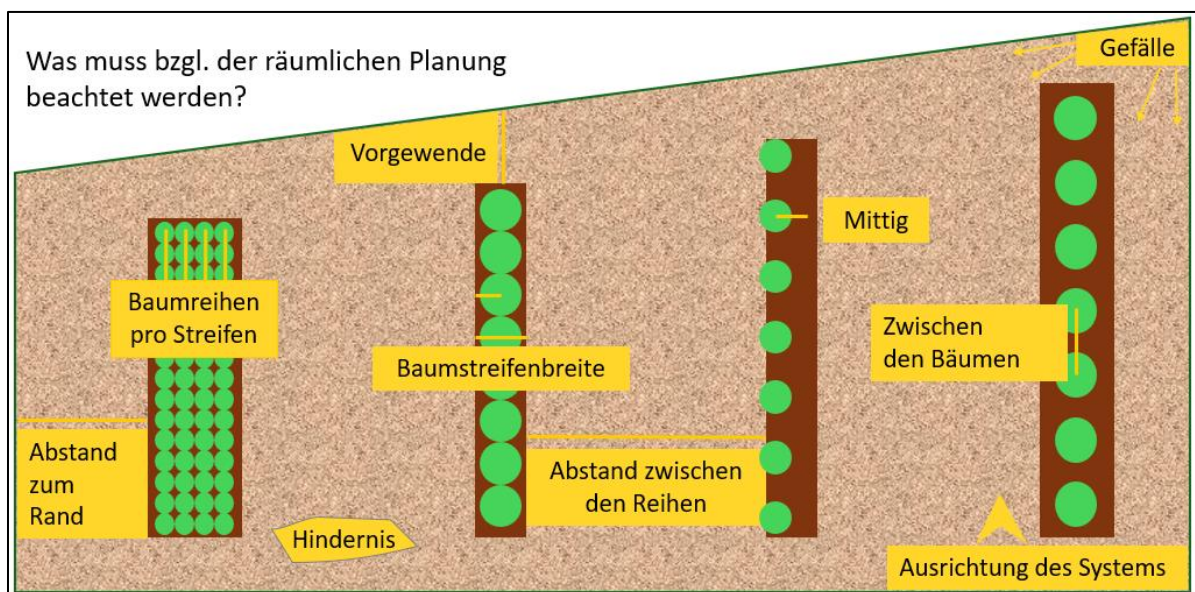 Was muss bzgl. der räumlichen Planung
beachtet werden?
Gefälle
Vorgewende
Mittig
Baumreihen
pro Streifen
Zwischen
den Bäumen
Baumstreifenbreite
Abstand
zum
Rand
Abstand zwischen
den Reihen
Hindernis
Ausrichtung des Systems